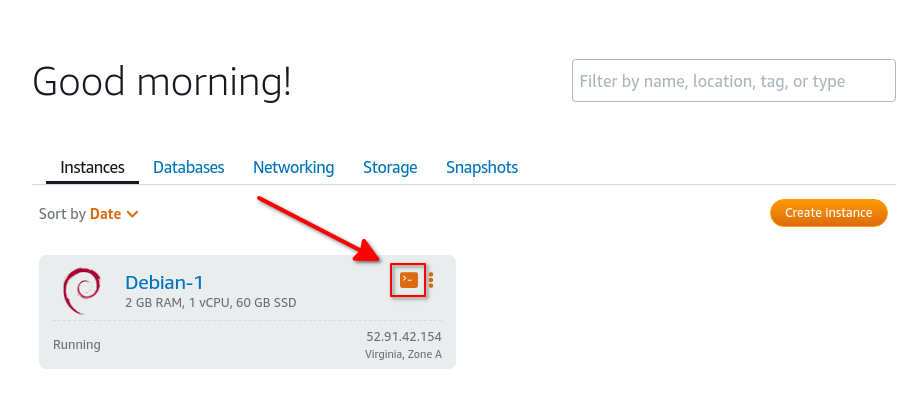 Good morning!
Filter by name, location, tag, or type
Instances Databases Networking Storage Snapshots
Sort by Date
Create instance
Debian-1
2 GB RAM, 1 vCPU, 60 GB SSD
Running
52.91.42.154
Virginia, Zone A